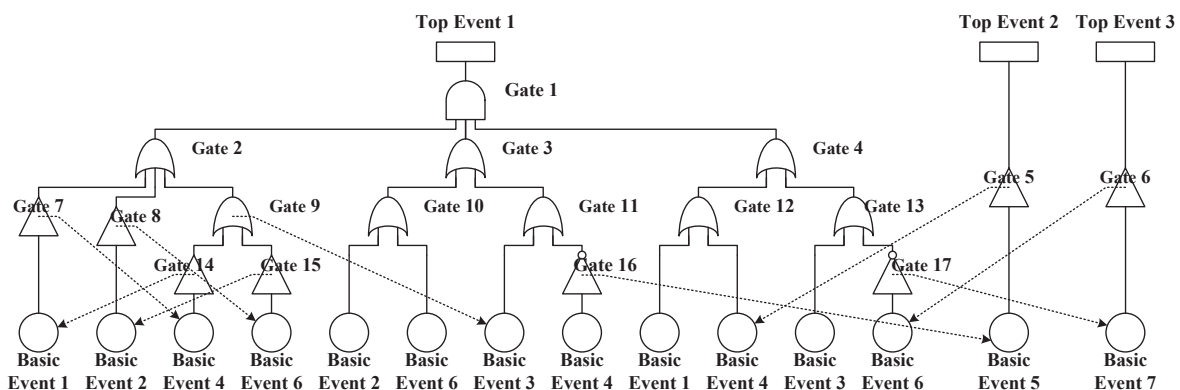 Top Event 1
Top Event 2
Top Event 3
Gate 1
Gate 2
Gate 3
Gate 4
Gate 5
Gate 6
Gate 7
Gate 8
Gate 9
Gate 10
Gate 11
Gate 12
Gate 13
Gate 14
Gate 15
Gate 16
Gate 17
Basic
Event 1
Basic
Event 2
Basic
Event 4
Basic
Event 6
Basic
Event 2
Basic
Event 6
Basic
Event 3
Basic
Event 4
Basic
Event 1
Basic
Event 4
Basic
Event 3
Basic
Event 6
Basic
Event 5
Basic
Event 7